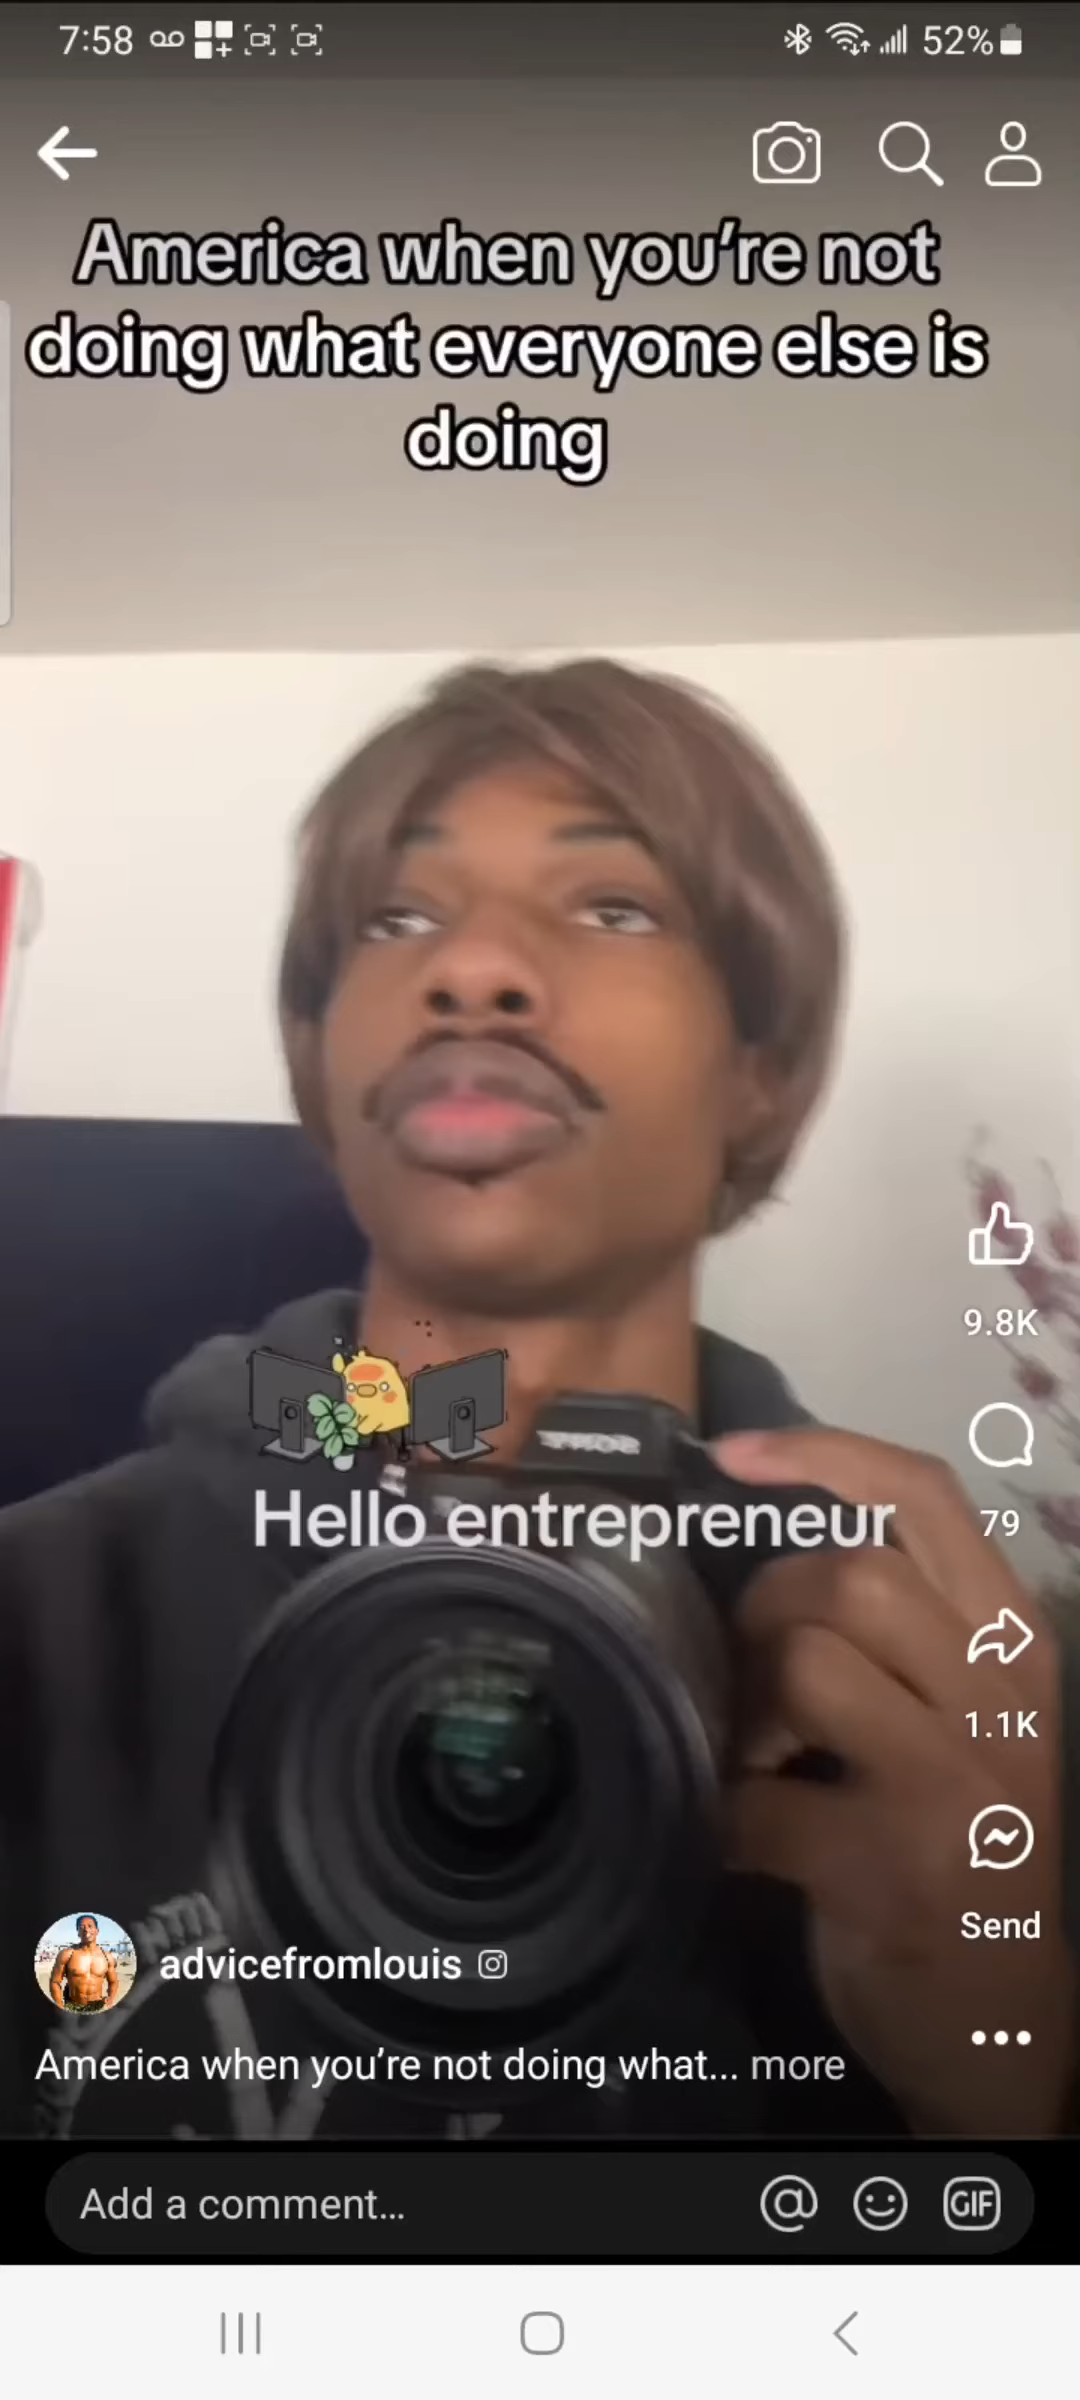 7:58
52%
America when you're not
doing what everyone else is
doing
9.8K
Hello entrepreneur
79
1.1K
Send
advicefromlouis
America when you're not doing what... more
Add a comment...
GIF